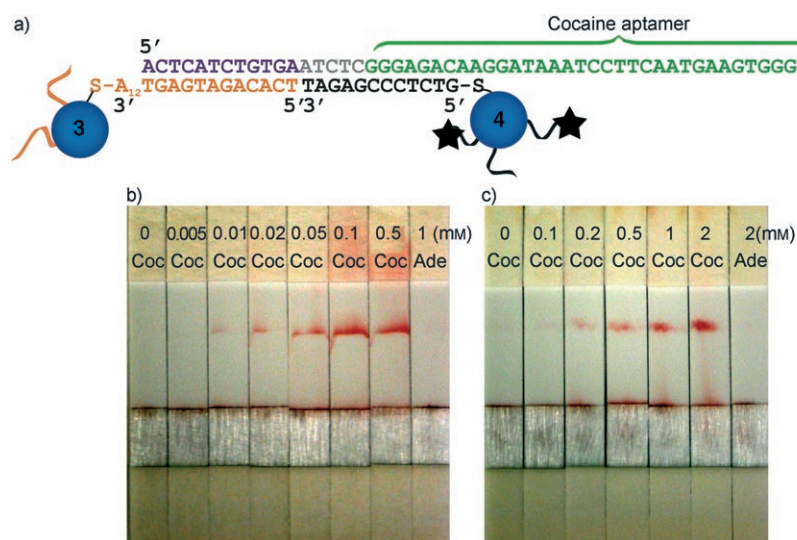 a)
Cocaine aptamer
5′
ACTCATCTGTGAATCTCGGGAGACAAGGATAAATCCTTCAATGAAGTGGG
S-A12TGAGTAGACACT TAGAGCCCTCTG-S
3′ 5′3′ 5′
3 4
b) c)
0 0.005 0.01 0.02 0.05 0.1 0.5 1 (mM)
Coc Coc Coc Coc Coc Coc Coc Ade
0 0.1 0.2 0.5 1 2 2(mM)
Coc Coc Coc Coc Coc Coc Ade